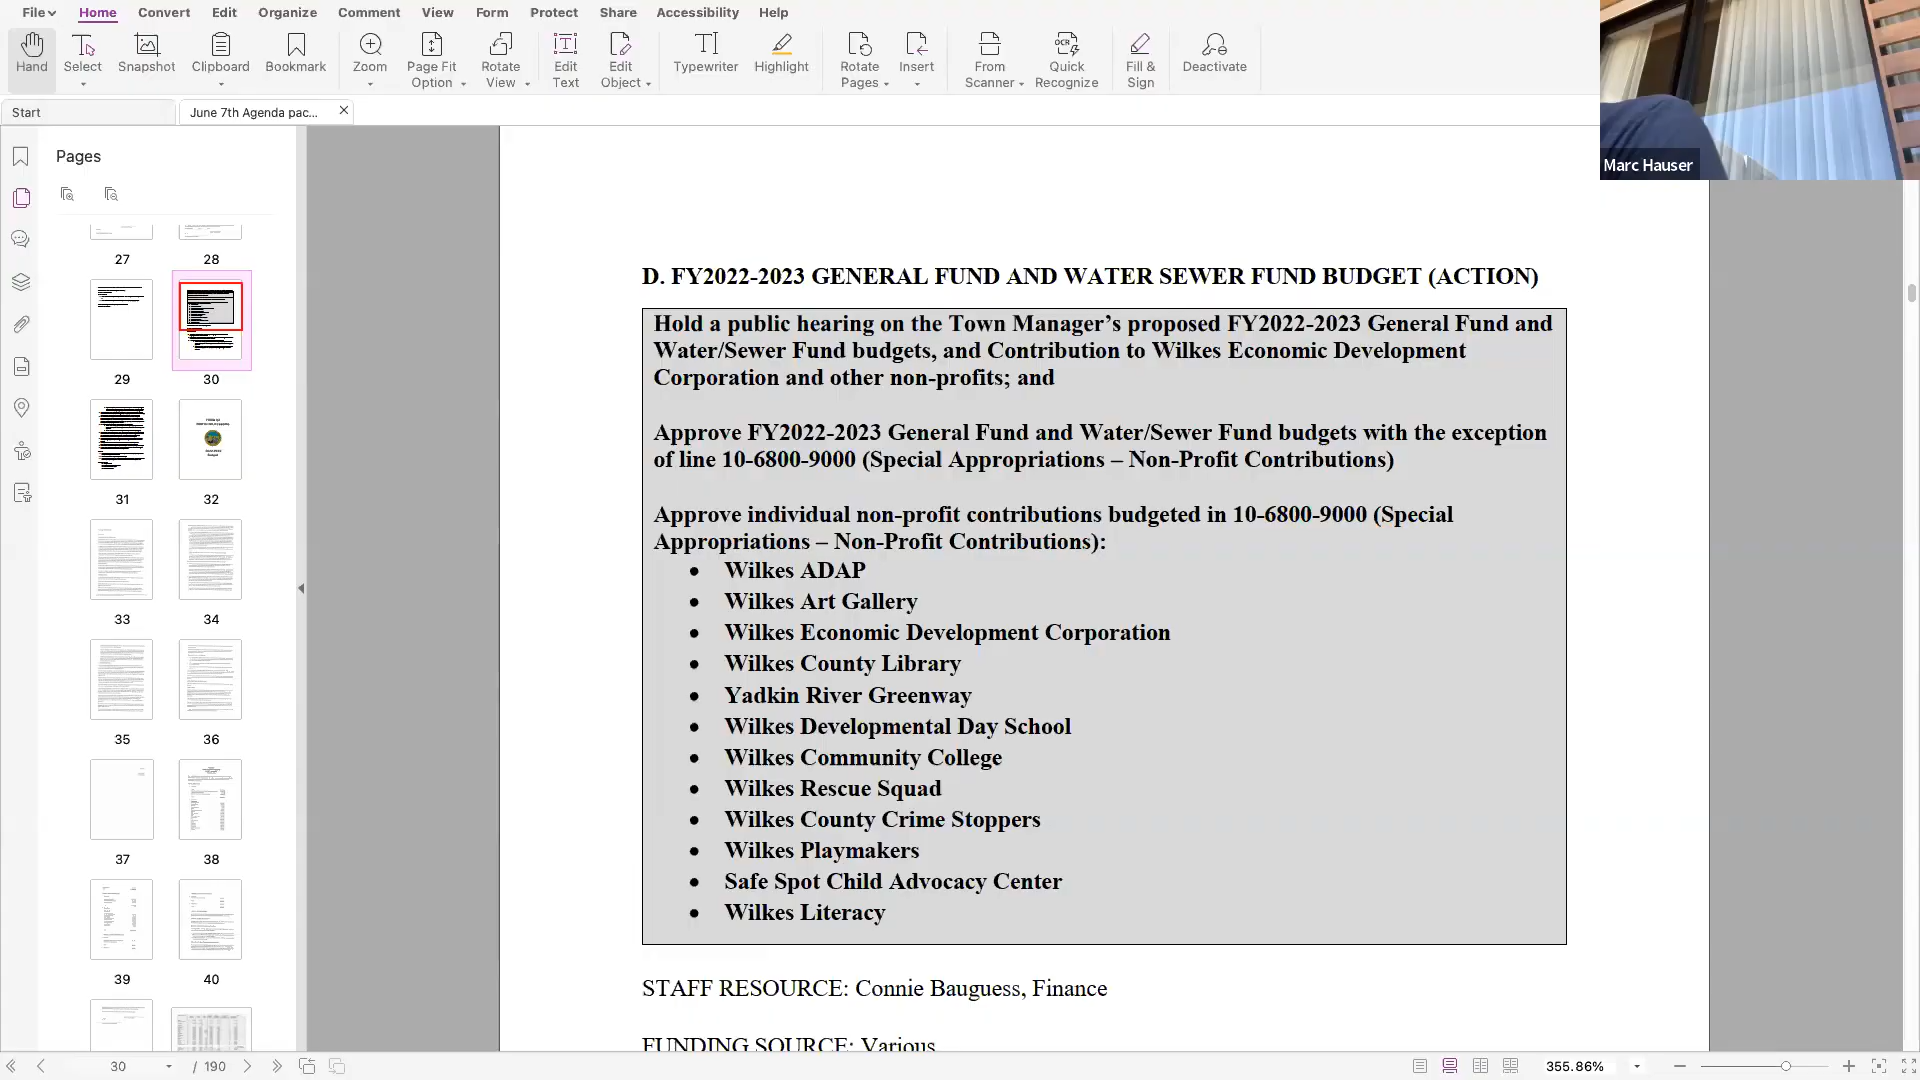 File Home Convert Edit Organize Comment View Form Protect Share Accessibility Help
Hand Select Snapshot Clipboard Bookmark Zoom Page Fit Option Rotate View Edit Text Edit Object Typewriter Highlight Rotate Pages Insert From Scanner OCR Quick Recognize Fill & Sign Deactivate
Start June 7th Agenda pac...
Marc Hauser
Pages
27 28
29 30
31 32
33 34
35 36
37 38
39 40
D. FY2022-2023 GENERAL FUND AND WATER SEWER FUND BUDGET (ACTION)
Hold a public hearing on the Town Manager’s proposed FY2022-2023 General Fund and
Water/Sewer Fund budgets, and Contribution to Wilkes Economic Development
Corporation and other non-profits; and
Approve FY2022-2023 General Fund and Water/Sewer Fund budgets with the exception
of line 10-6800-9000 (Special Appropriations – Non-Profit Contributions)
Approve individual non-profit contributions budgeted in 10-6800-9000 (Special
Appropriations – Non-Profit Contributions):
• Wilkes ADAP
• Wilkes Art Gallery
• Wilkes Economic Development Corporation
• Wilkes County Library
• Yadkin River Greenway
• Wilkes Developmental Day School
• Wilkes Community College
• Wilkes Rescue Squad
• Wilkes County Crime Stoppers
• Wilkes Playmakers
• Safe Spot Child Advocacy Center
• Wilkes Literacy
STAFF RESOURCE: Connie Bauguess, Finance
FUNDING SOURCE: Various
30 / 190 355.86%